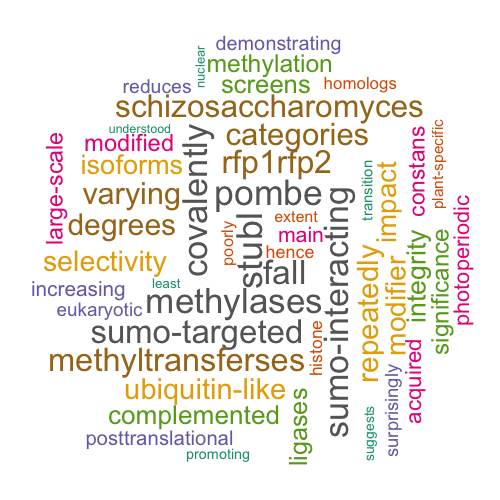 demonstrating
nuclear
methylation
reduces
screens
homologs
schizosaccharomyces
understood
modified
categories
large-scale
covalently
isoforms
rfp1rfp2
varying
pombe
transition
impact
constans
plant-specific
degrees
stubl
extent
poorly
main
sumo-interacting
hence
selectivity
fall
repeatedly
modifier
integrity
significance
photoperiodic
increasing
least
methylases
eukaryotic
sumo-targeted
histone
methyltransferses
acquired
surprisingly
ubiquitin-like
complemented
ligases
posttranslational
suggests
promoting